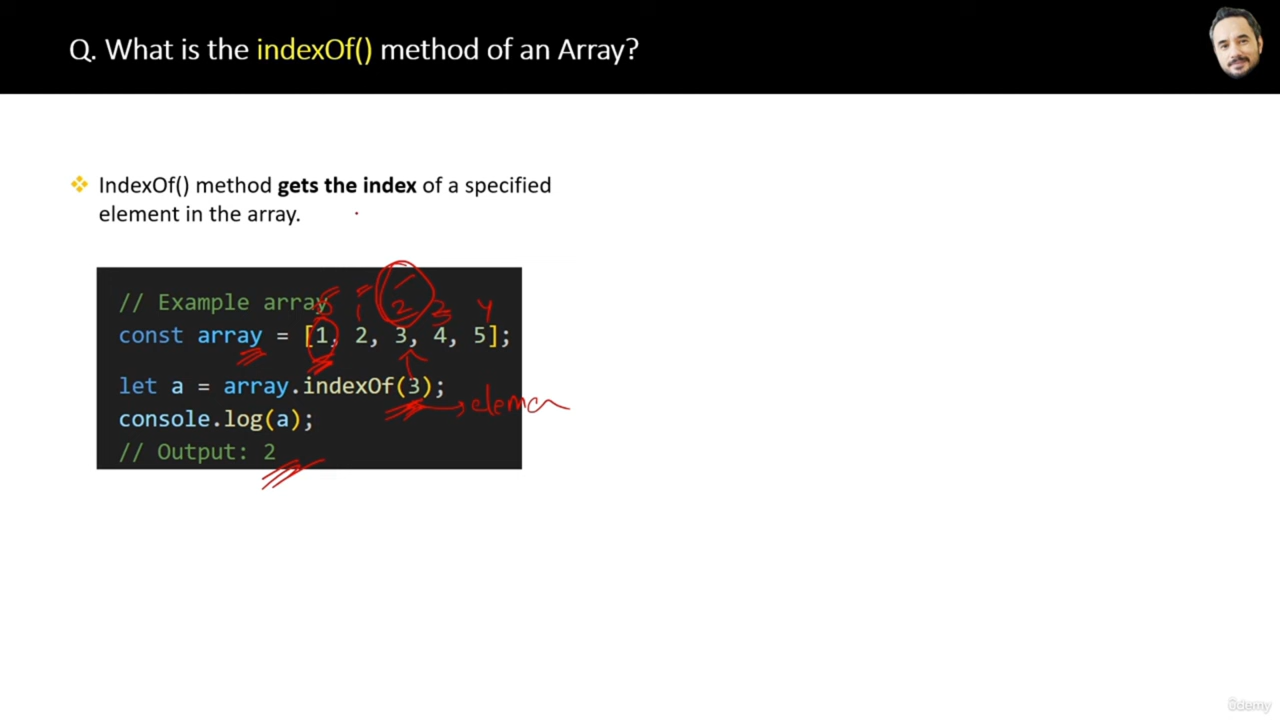 Q. What is the indexOf() method of an Array?
IndexOf() method gets the index of a specified
element in the array.
// Example array
1 2 3 4
const array = [1, 2, 3, 4, 5];
let a = array.indexOf(3);
console.log(a);
// Output: 2
ûdemy